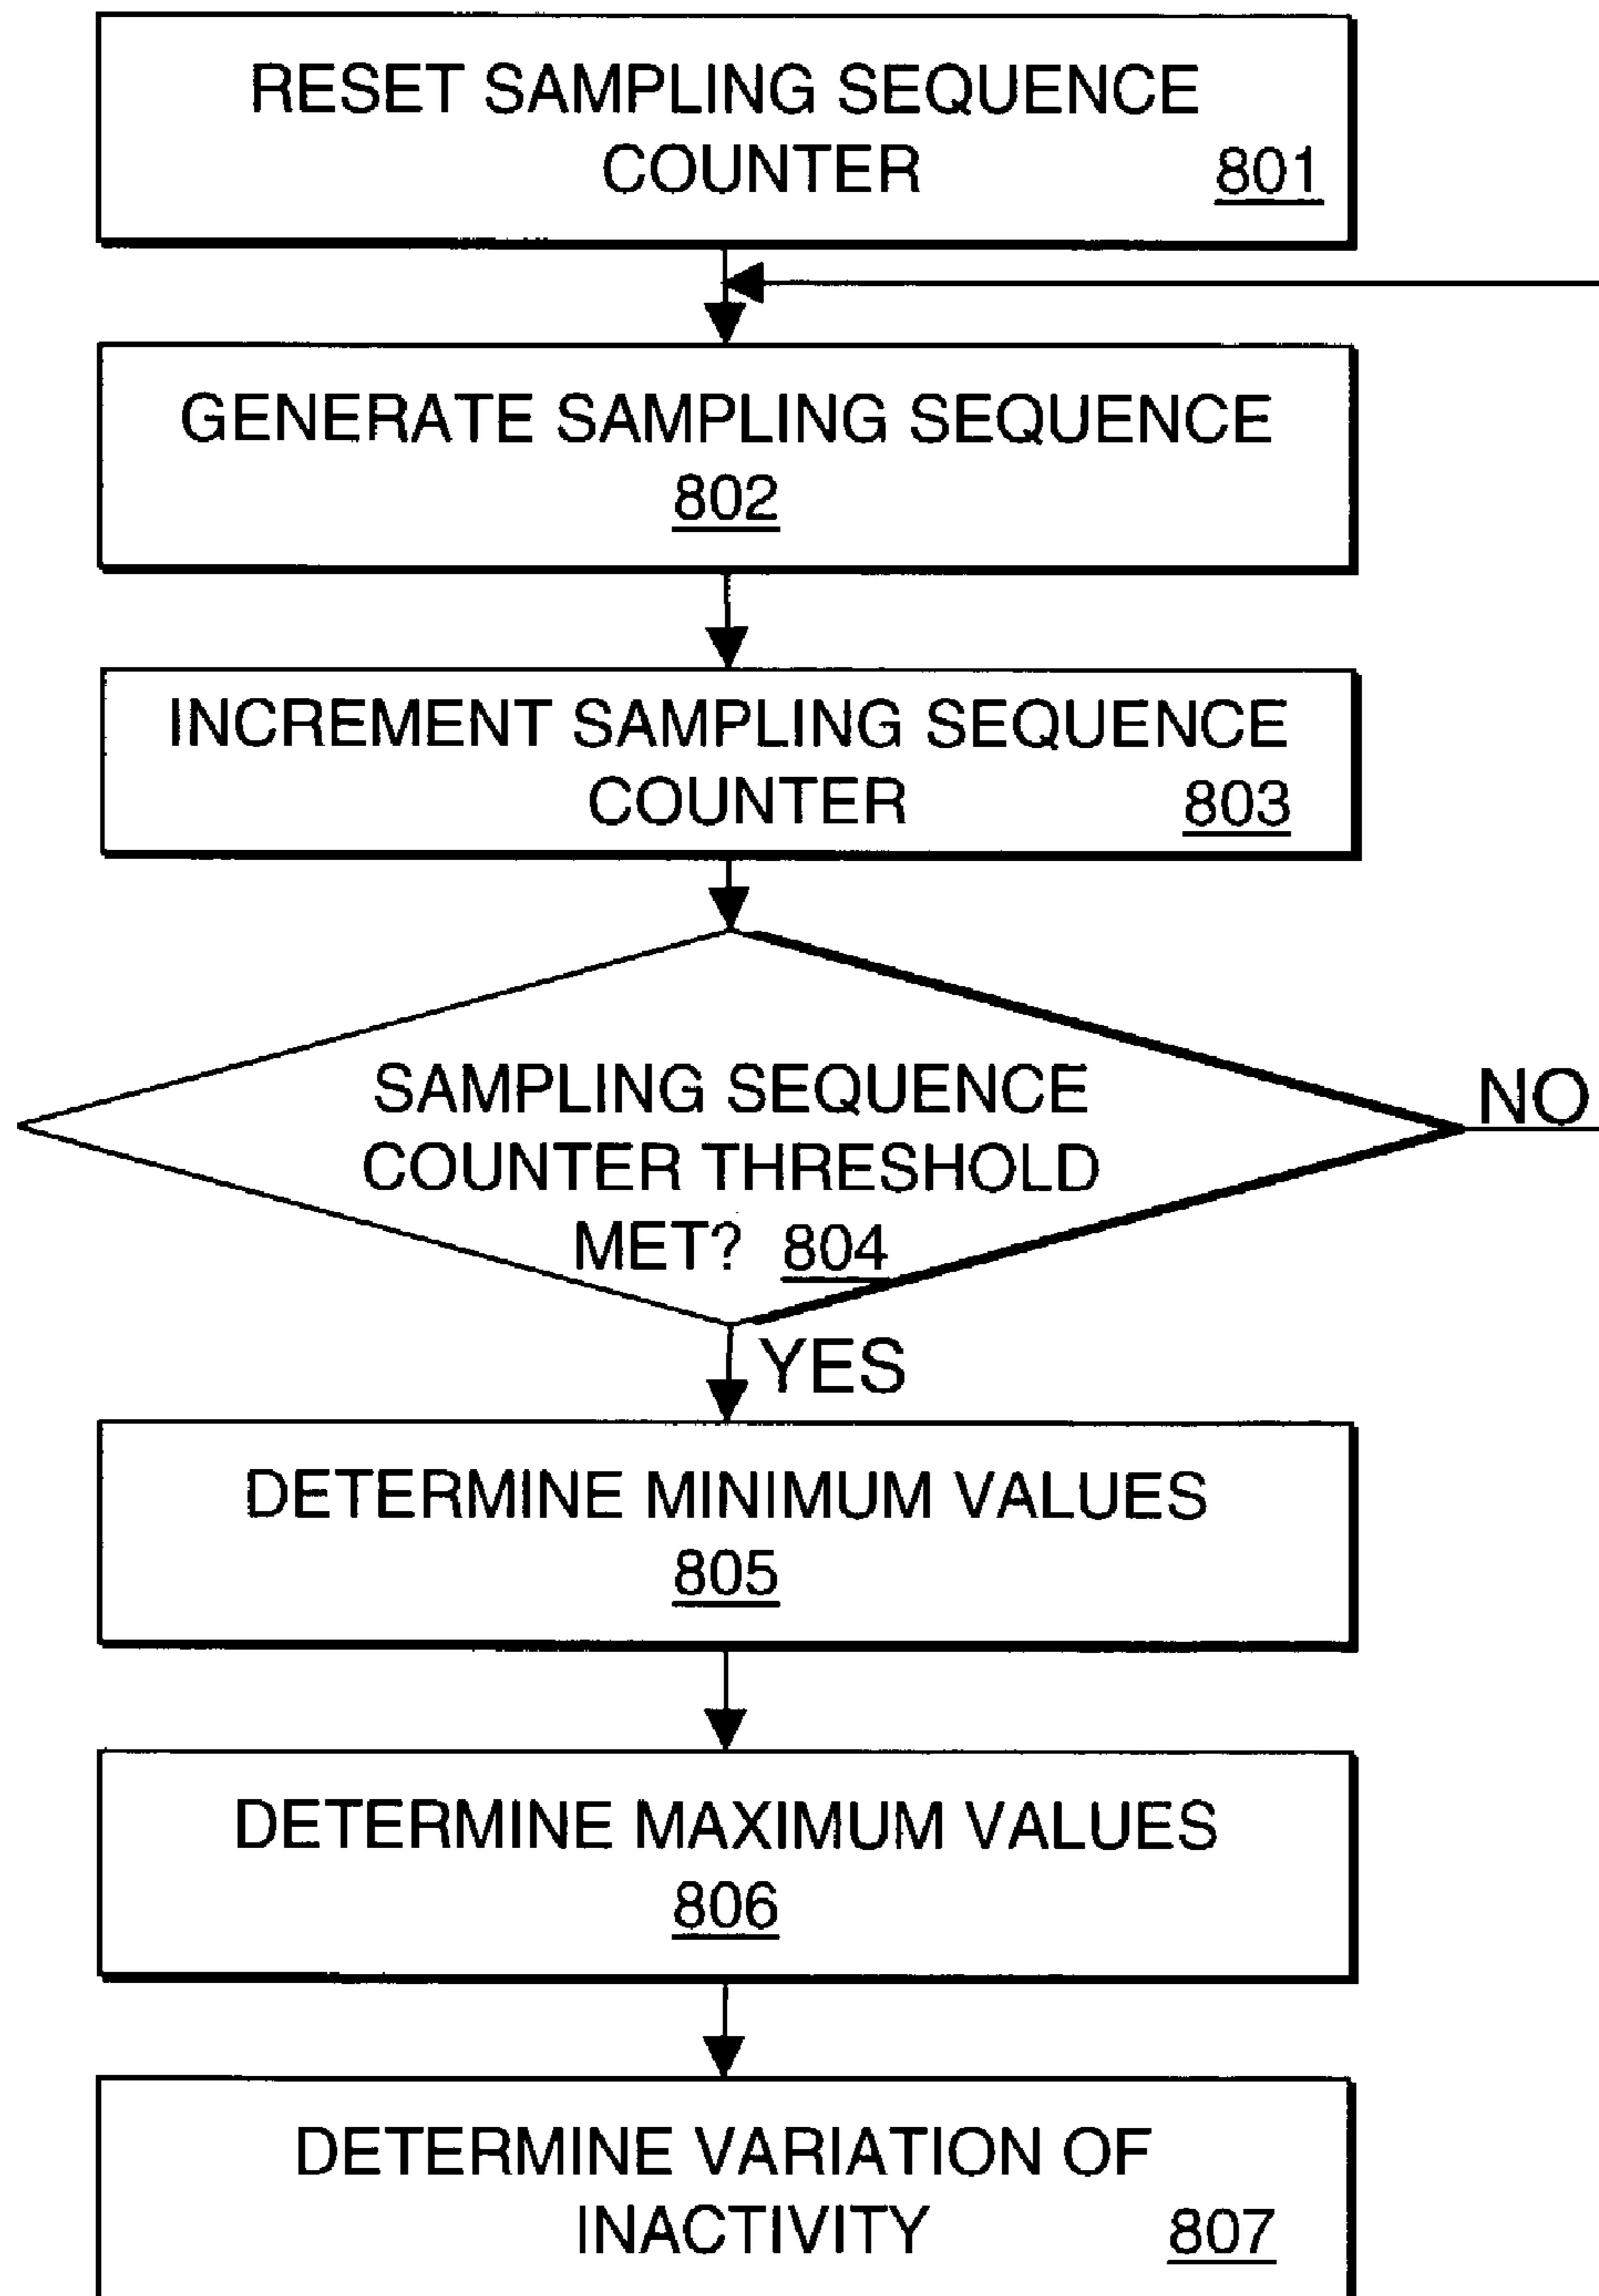 RESET SAMPLING SEQUENCE
COUNTER 801
GENERATE SAMPLING SEQUENCE
802
INCREMENT SAMPLING SEQUENCE
COUNTER 803
SAMPLING SEQUENCE
COUNTER THRESHOLD
MET? 804
NO
YES
DETERMINE MINIMUM VALUES
805
DETERMINE MAXIMUM VALUES
806
DETERMINE VARIATION OF
INACTIVITY 807